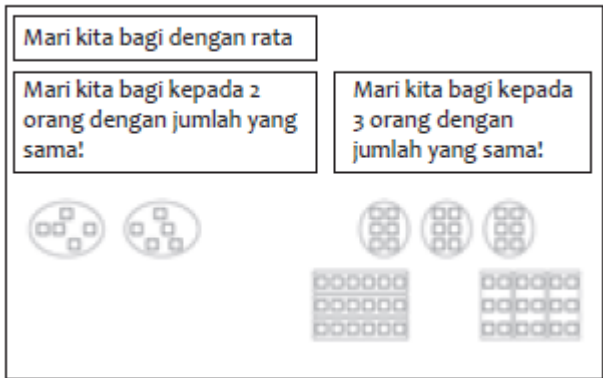 Mari kita bagi dengan rata
Mari kita bagi kepada 2
orang dengan jumlah yang
sama!
Mari kita bagi kepada
3 orang dengan
jumlah yang sama!